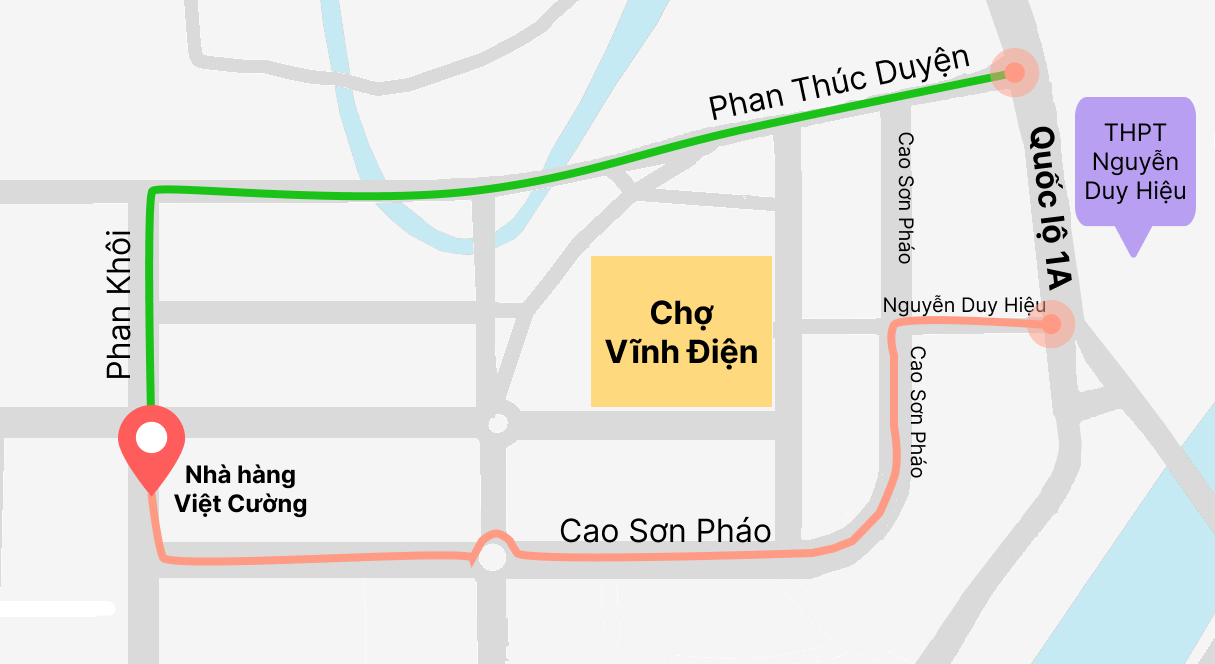 Phan Thúc Duyện
THPT
Nguyễn
Duy Hiệu
Quốc lộ 1A
Cao Sơn Pháo
Phan Khôi
Nguyễn Duy Hiệu
Chợ
Vĩnh Điện
Cao Sơn Pháo
Nhà hàng
Việt Cường
Cao Sơn Pháo